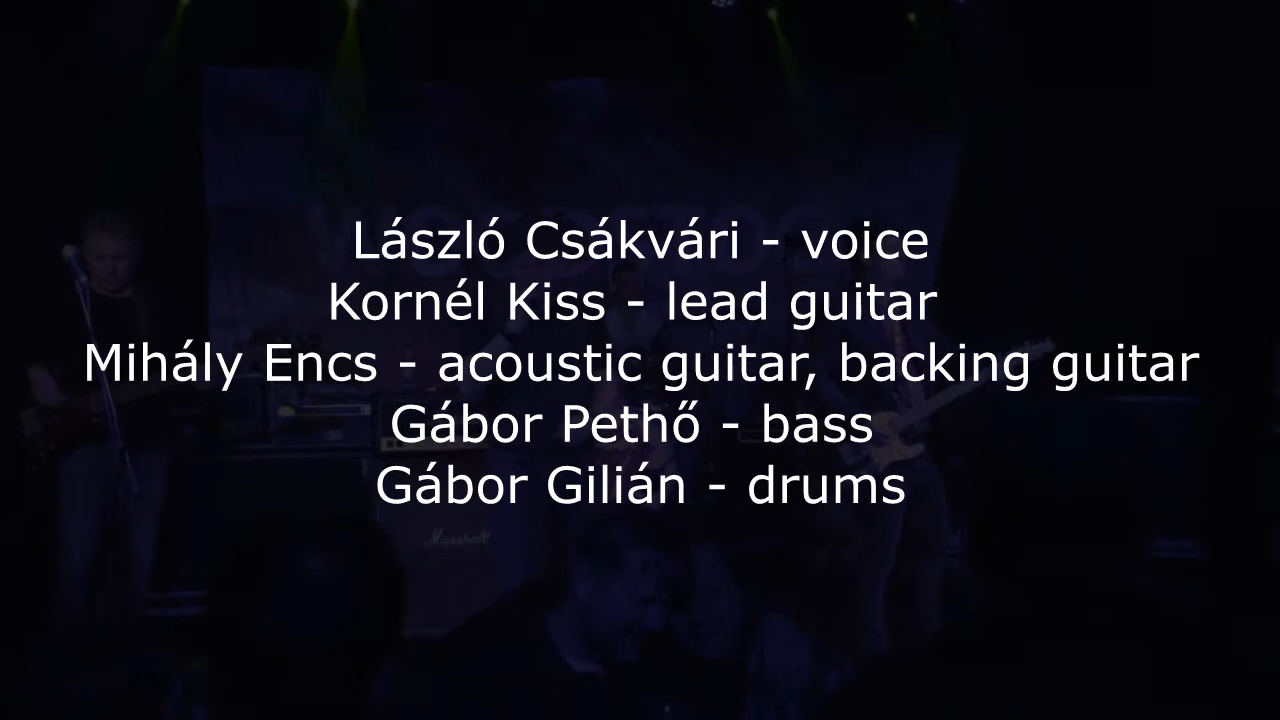 László Csákvári - voice
Kornél Kiss - lead guitar
Mihály Encs - acoustic guitar, backing guitar
Gábor Pethő - bass
Gábor Gilián - drums
Marshall